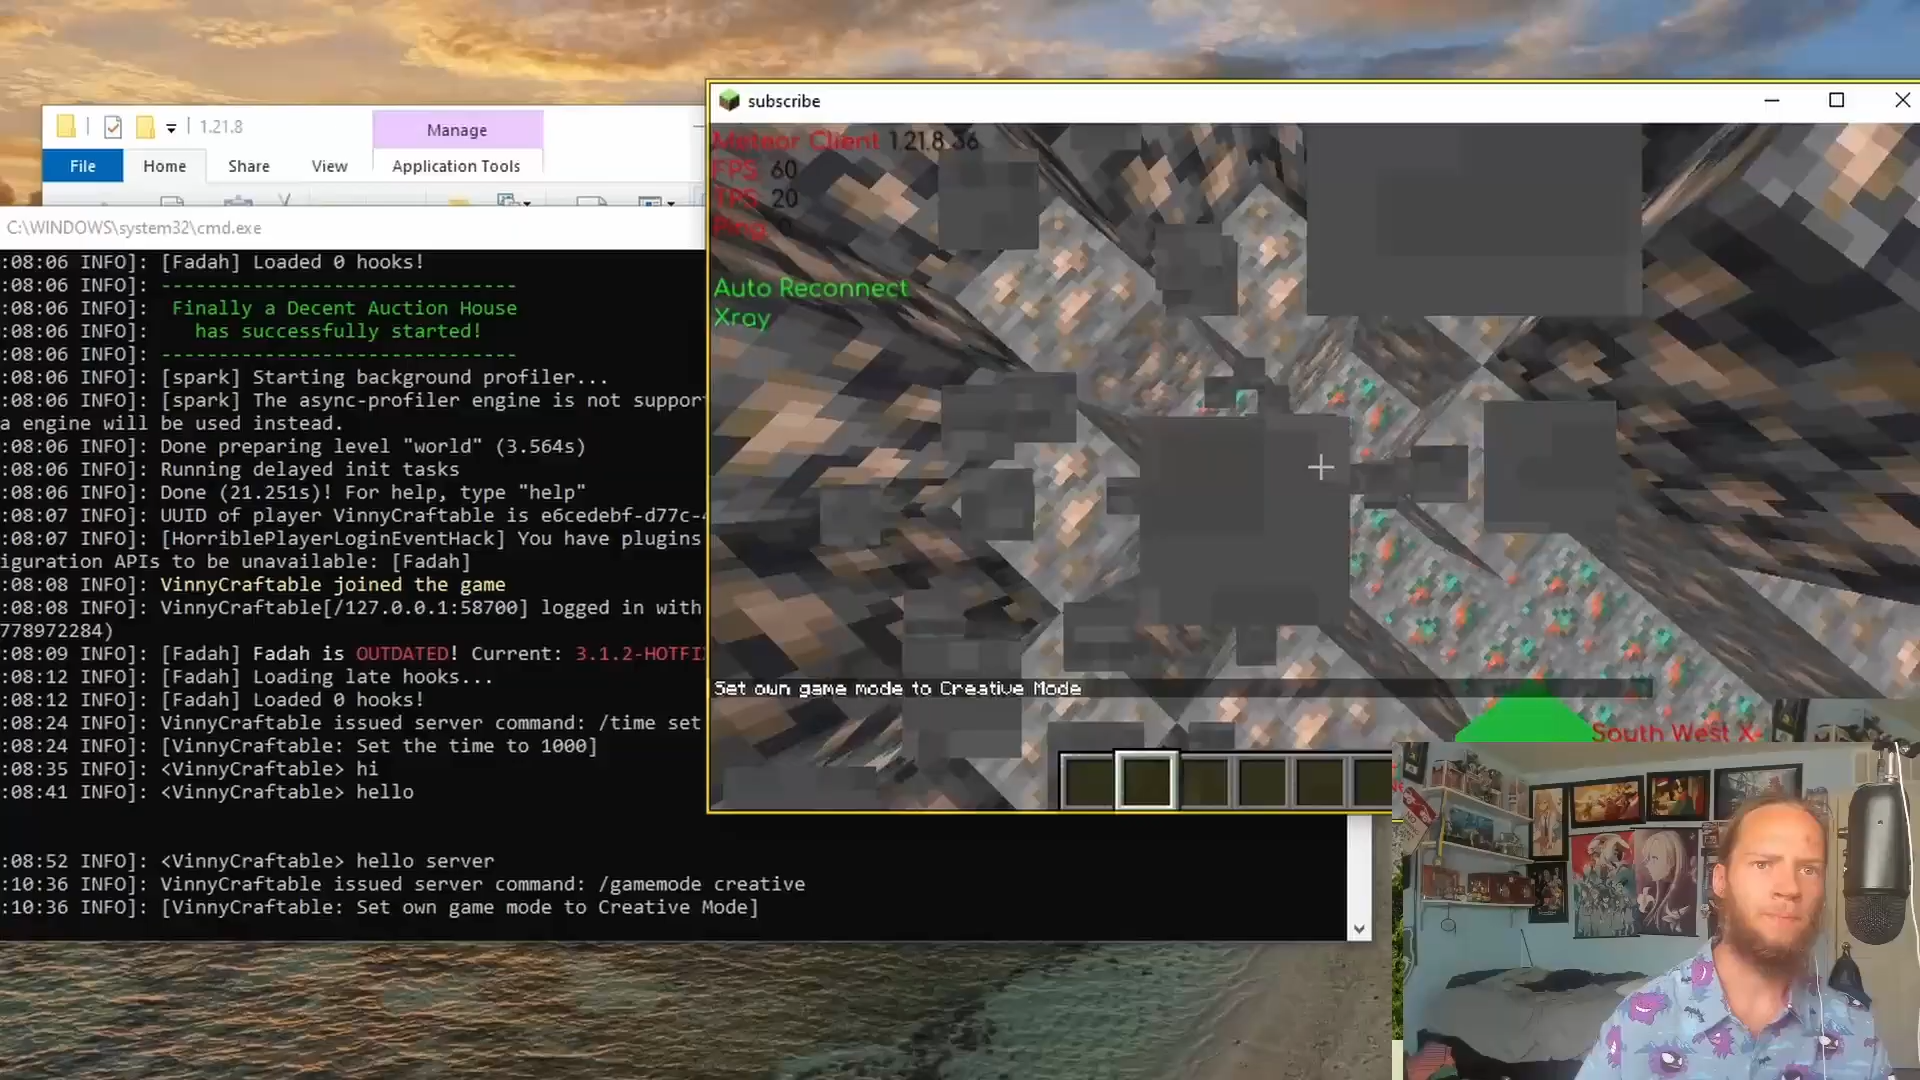 1.21.8
Manage
File
Home
Share
View
Application Tools
C:\WINDOWS\system32\cmd.exe
:08:06 INFO]: [Fadah] Loaded 0 hooks!
:08:06 INFO]: -------------------------------
:08:06 INFO]: Finally a Decent Auction House
:08:06 INFO]: has successfully started!
:08:06 INFO]: -------------------------------
:08:06 INFO]: [spark] Starting background profiler...
:08:06 INFO]: [spark] The async-profiler engine is not suppor
a engine will be used instead.
:08:06 INFO]: Done preparing level "world" (3.564s)
:08:06 INFO]: Running delayed init tasks
:08:06 INFO]: Done (21.251s)! For help, type "help"
:08:07 INFO]: UUID of player VinnyCraftable is e6cedebf-d77c-
:08:07 INFO]: [HorriblePlayerLoginEventHack] You have plugins
iguration APIs to be unavailable: [Fadah]
:08:08 INFO]: VinnyCraftable joined the game
:08:08 INFO]: VinnyCraftable[/127.0.0.1:58700] logged in with
778972284)
:08:09 INFO]: [Fadah] Fadah is OUTDATED! Current: 3.1.2-HOTFI
:08:12 INFO]: [Fadah] Loading late hooks...
:08:12 INFO]: [Fadah] Loaded 0 hooks!
:08:24 INFO]: VinnyCraftable issued server command: /time set
:08:24 INFO]: [VinnyCraftable: Set the time to 1000]
:08:35 INFO]: <VinnyCraftable> hi
:08:41 INFO]: <VinnyCraftable> hello
:08:52 INFO]: <VinnyCraftable> hello server
:10:36 INFO]: VinnyCraftable issued server command: /gamemode creative
:10:36 INFO]: [VinnyCraftable: Set own game mode to Creative Mode]
subscribe
Meteor Client 1.21.8.36
FPS 60
TPS 20
Ping 0
Auto Reconnect
Xray
Set own game mode to Creative Mode
South West X-